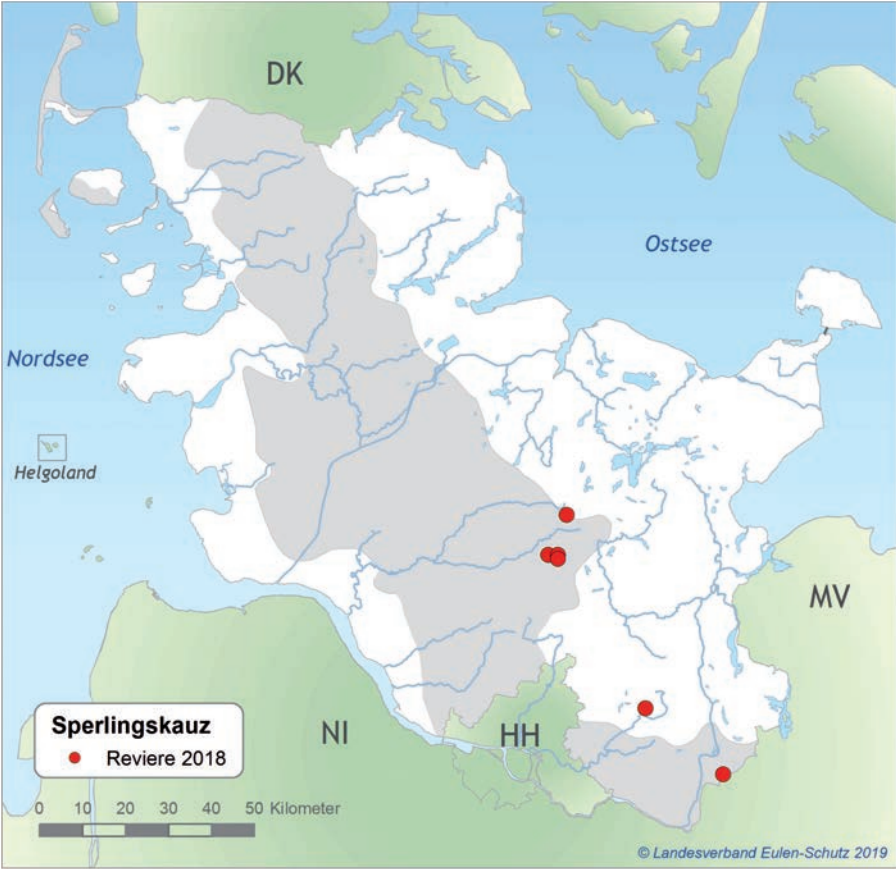 DK
Ostsee
Nordsee
Helgoland
MV
Sperlingskauz
Reviere 2018
NI
HH
0 10 20 30 40 50 Kilometer
© Landesverband Eulen-Schutz 2019